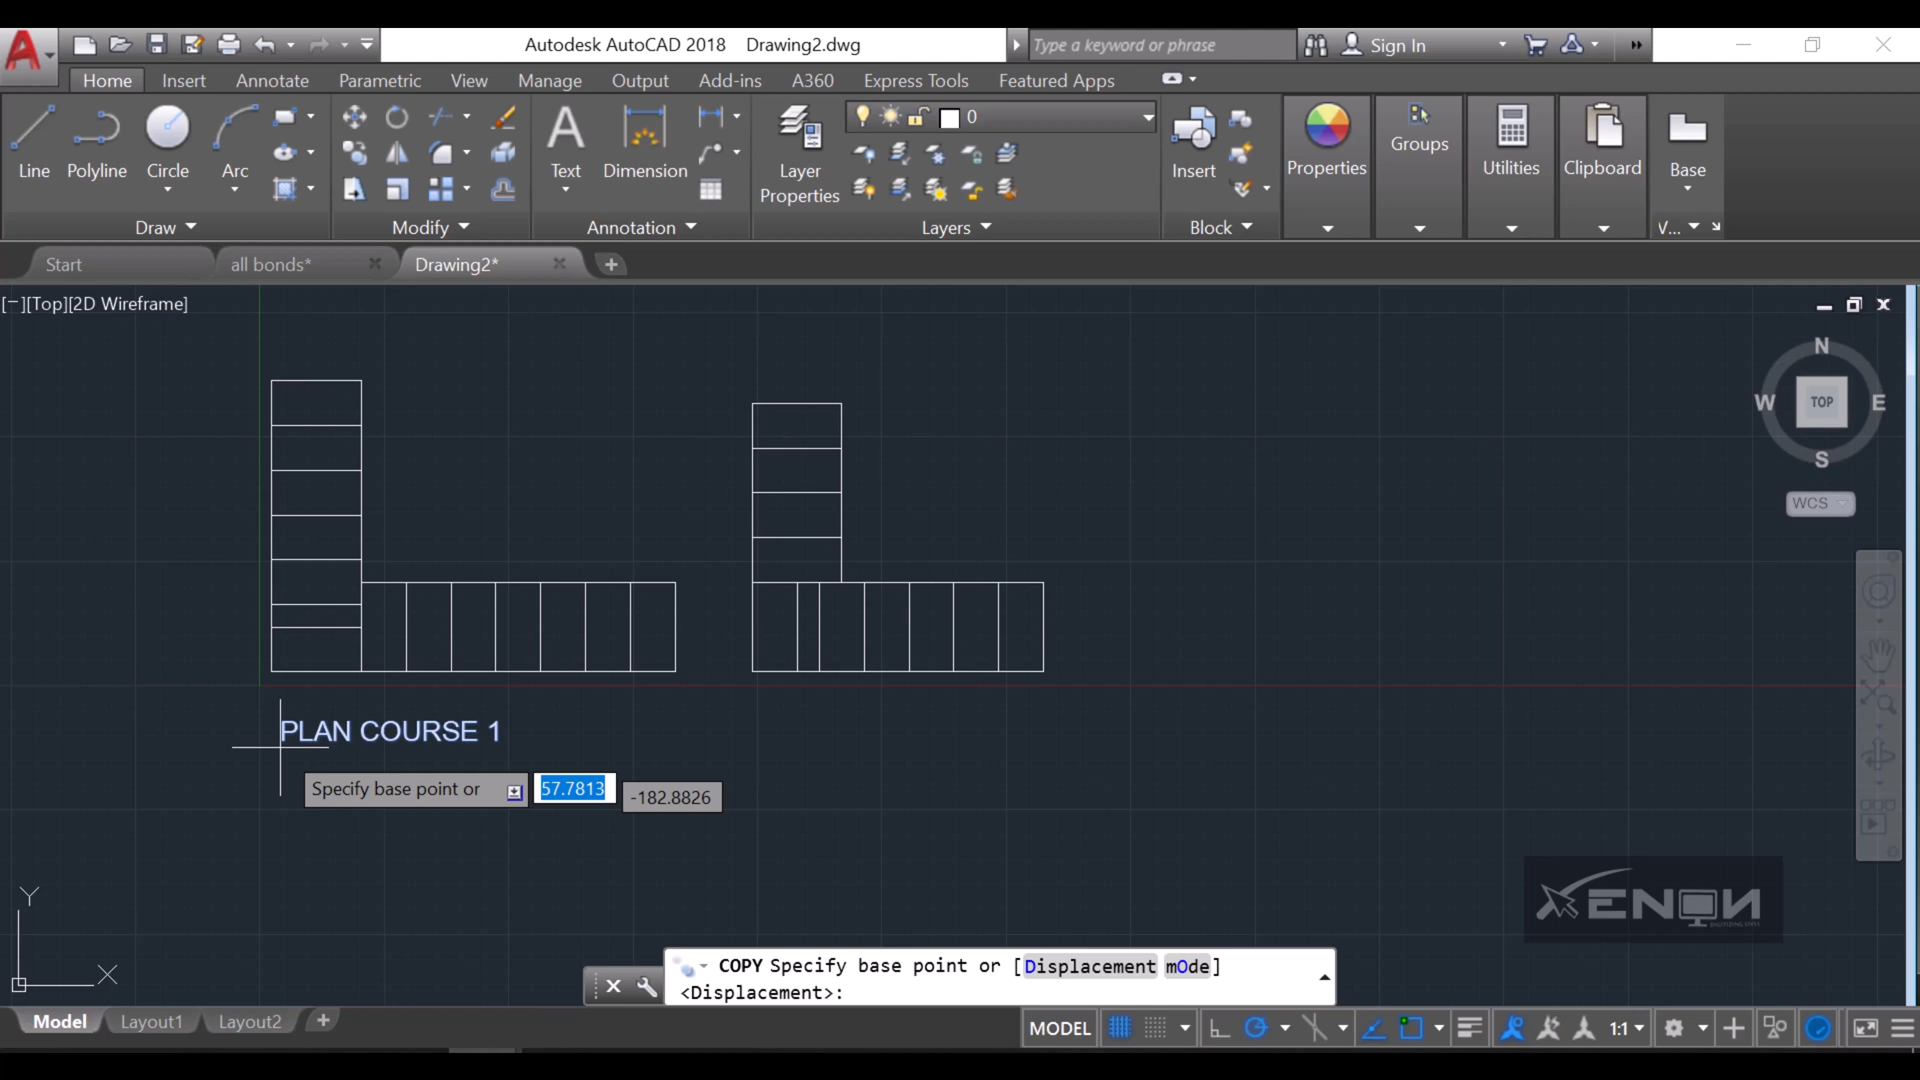 Autodesk AutoCAD 2018 Drawing2.dwg
Type a keyword or phrase
Sign In
Home Insert Annotate Parametric View Manage Output Add-ins A360 Express Tools Featured Apps
Line Polyline Circle Arc
Text Dimension
Layer Properties
0
Insert
Properties
Groups
Utilities
Clipboard
Base
Draw Modify Annotation Layers Block V...
Start all bonds* Drawing2*
[−][Top][2D Wireframe]
N
W TOP E
S
WCS
PLAN COURSE 1
Specify base point or 57.7813 -182.8826
XENON
Y
X
COPY Specify base point or [Displacement mOde]
<Displacement>:
Model Layout1 Layout2
MODEL 1:1